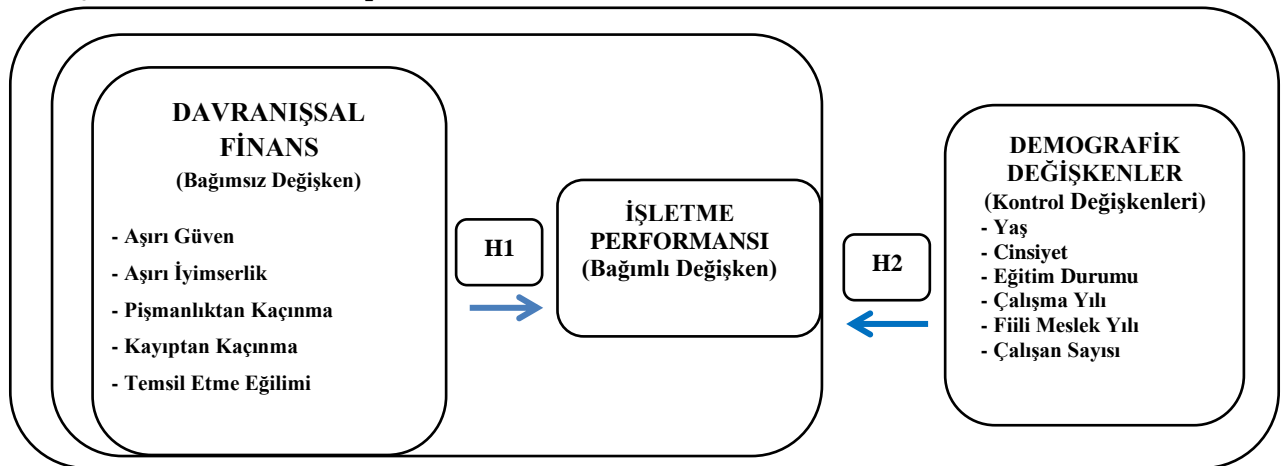 DAVRANIŞSAL
FİNANS
(Bağımsız Değişken)
- Aşırı Güven
- Aşırı İyimserlik
- Pişmanlıktan Kaçınma
- Kayıptan Kaçınma
- Temsil Etme Eğilimi
H1
İŞLETME
PERFORMANSI
(Bağımlı Değişken)
H2
DEMOGRAFİK
DEĞİŞKENLER
(Kontrol Değişkenleri)
- Yaş
- Cinsiyet
- Eğitim Durumu
- Çalışma Yılı
- Fiili Meslek Yılı
- Çalışan Sayısı